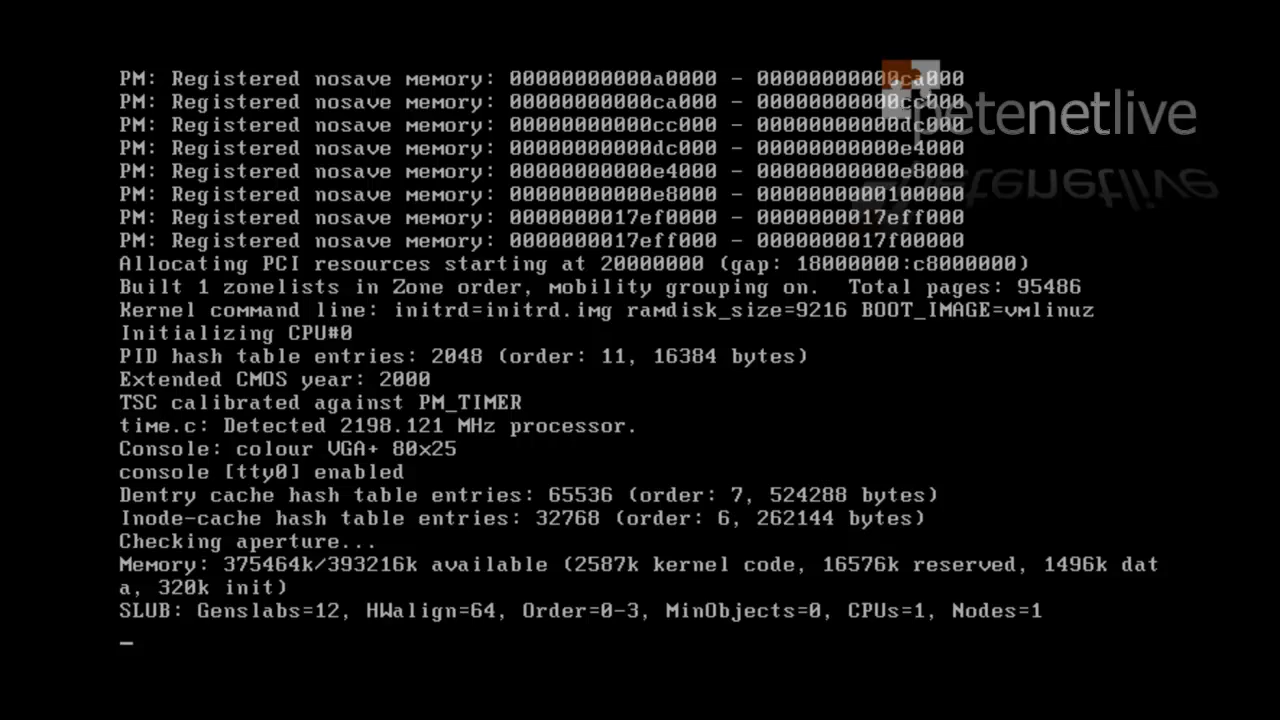 PM: Registered nosave memory: 00000000000a0000 - 00000000000ca000
PM: Registered nosave memory: 00000000000ca000 - 00000000000cc000
PM: Registered nosave memory: 00000000000cc000 - 00000000000dc000
PM: Registered nosave memory: 00000000000dc000 - 00000000000e4000
PM: Registered nosave memory: 00000000000e4000 - 00000000000e8000
PM: Registered nosave memory: 00000000000e8000 - 0000000000100000
PM: Registered nosave memory: 0000000017ef0000 - 0000000017eff000
PM: Registered nosave memory: 0000000017eff000 - 0000000017f00000
petenetlive
Allocating PCI resources starting at 20000000 (gap: 18000000:c8000000)
Built 1 zonelists in Zone order, mobility grouping on.  Total pages: 95486
Kernel command line: initrd=initrd.img ramdisk_size=9216 BOOT_IMAGE=vmlinuz
Initializing CPU#0
PID hash table entries: 2048 (order: 11, 16384 bytes)
Extended CMOS year: 2000
TSC calibrated against PM_TIMER
time.c: Detected 2198.121 MHz processor.
Console: colour VGA+ 80x25
console [tty0] enabled
Dentry cache hash table entries: 65536 (order: 7, 524288 bytes)
Inode-cache hash table entries: 32768 (order: 6, 262144 bytes)
Checking aperture...
Memory: 375464k/393216k available (2587k kernel code, 16576k reserved, 1496k dat
a, 320k init)
SLUB: Genslabs=12, HWalign=64, Order=0-3, MinObjects=0, CPUs=1, Nodes=1